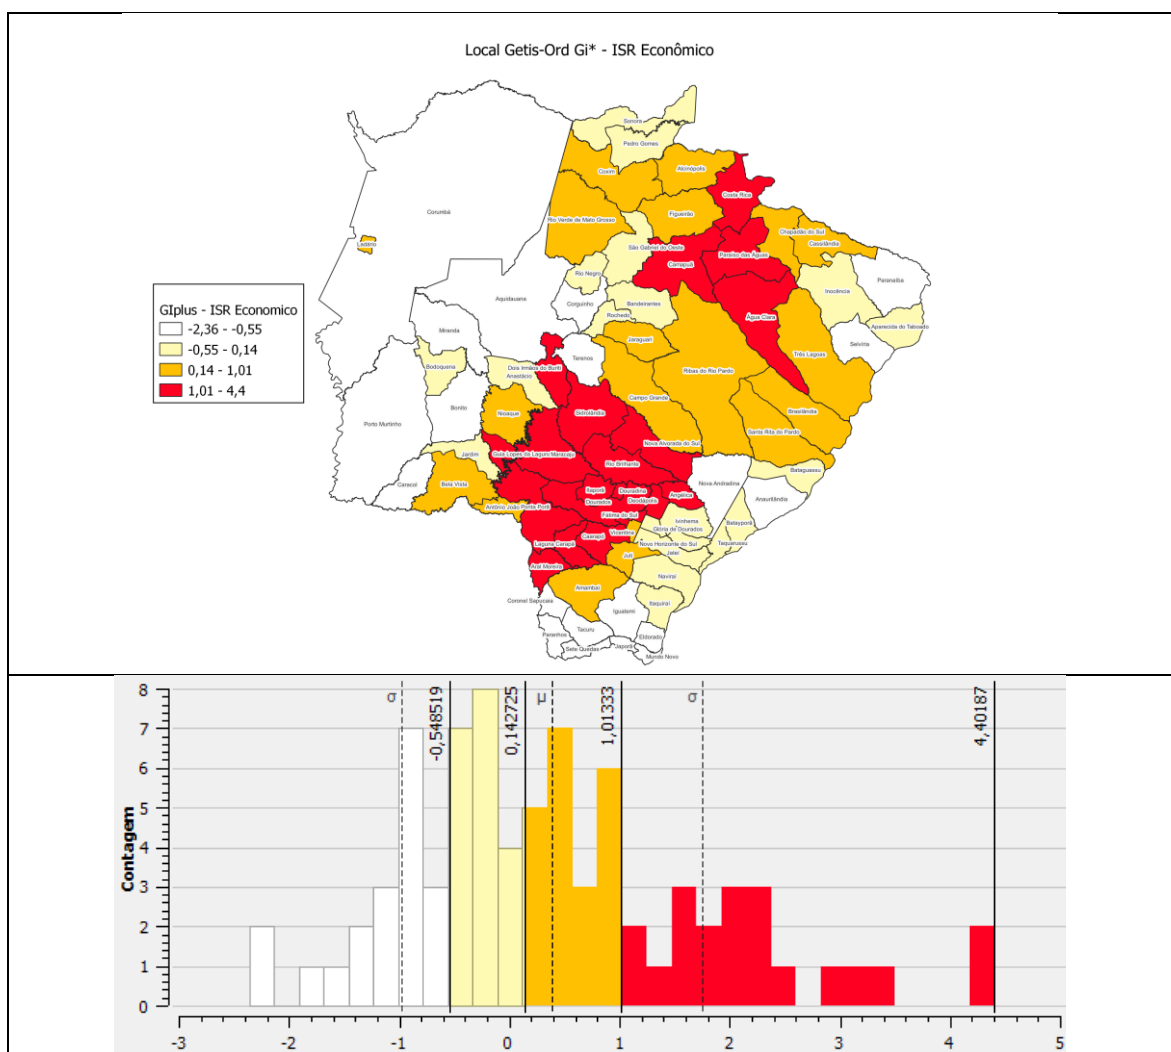 Local Getis-Ord Gi* - ISR Econômico
Sonora
Pedro Gomes
Coxim
Alcinópolis
Costa Rica
Corumbá
Rio Verde de Mato Grosso
Figueirão
Ladário
Chapadão do Sul
Cassilândia
São Gabriel do Oeste
Camapuã
Paraíso das Águas
Rio Negro
Paranaíba
Inocência
GIplus - ISR Economico
-2,36 - -0,55
-0,55 - 0,14
0,14 - 1,01
1,01 - 4,4
Aquidauana
Corguinho
Bandeirantes
Rochedo
Água Clara
Aparecida do Taboado
Miranda
Jaraguari
Selvíria
Terenos
Três Lagoas
Bodoquena
Dois Irmãos do Buriti
Anastácio
Ribas do Rio Pardo
Campo Grande
Bonito
Nioaque
Sidrolândia
Brasilândia
Porto Murtinho
Santa Rita do Pardo
Nova Alvorada do Sul
Jardim
Guia Lopes da Laguna
Maracaju
Rio Brilhante
Bataguassu
Caracol
Bela Vista
Nova Andradina
Itaporã
Douradina
Angélica
Anaurilândia
Dourados
Deodápolis
Antônio João
Ponta Porã
Fátima do Sul
Ivinhema
Batayporã
Glória de Dourados
Vicentina
Caarapó
Laguna Carapã
Novo Horizonte do Sul
Taquarussu
Juti
Jateí
Aral Moreira
Naviraí
Amambai
Coronel Sapucaia
Itaquiraí
Iguatemi
Tacuru
Paranhos
Eldorado
Sete Quedas
Japorã
Mundo Novo
8
7
6
5
4
3
2
1
0
Contagem
σ
-0,548519
0,142725
μ
1,01333
σ
4,40187
-3 -2 -1 0 1 2 3 4 5